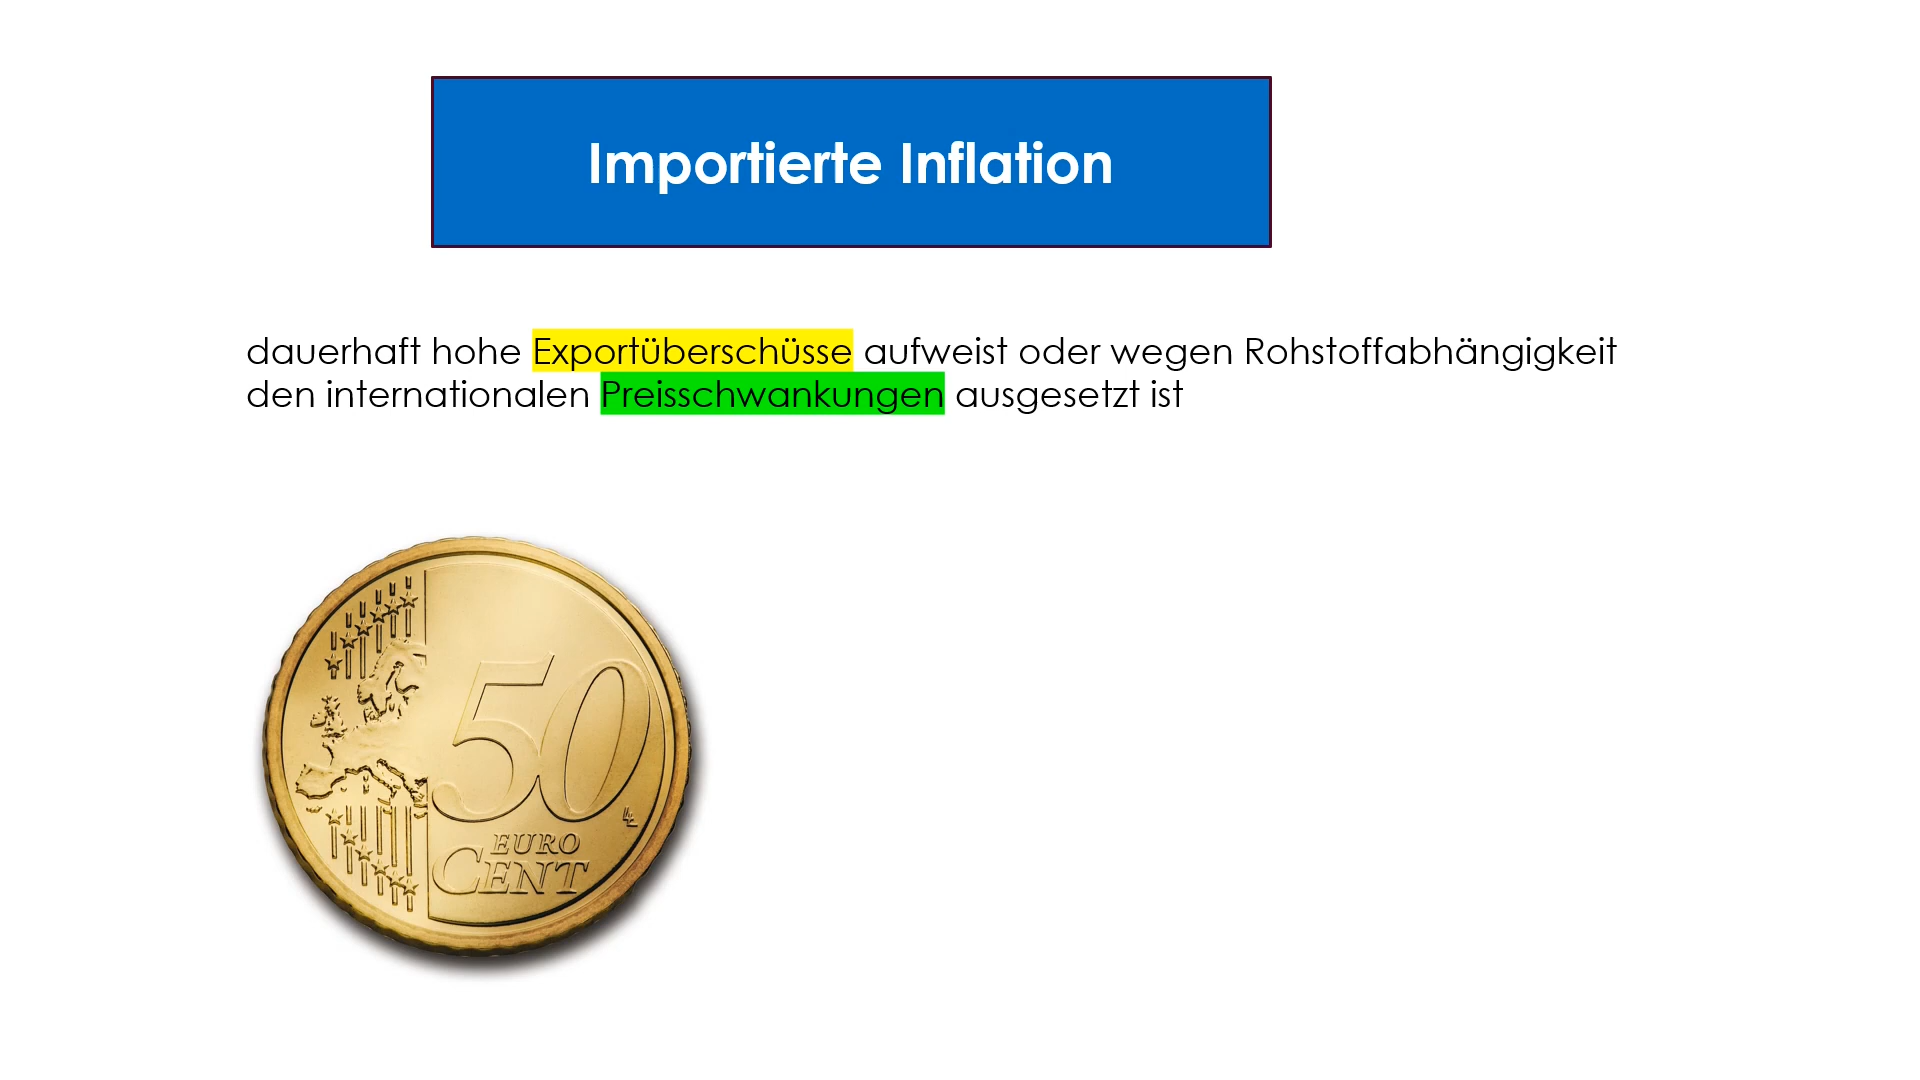 Importierte Inflation
dauerhaft hohe Exportüberschüsse aufweist oder wegen Rohstoffabhängigkeit
den internationalen Preisschwankungen ausgesetzt ist
50
EURO
CENT